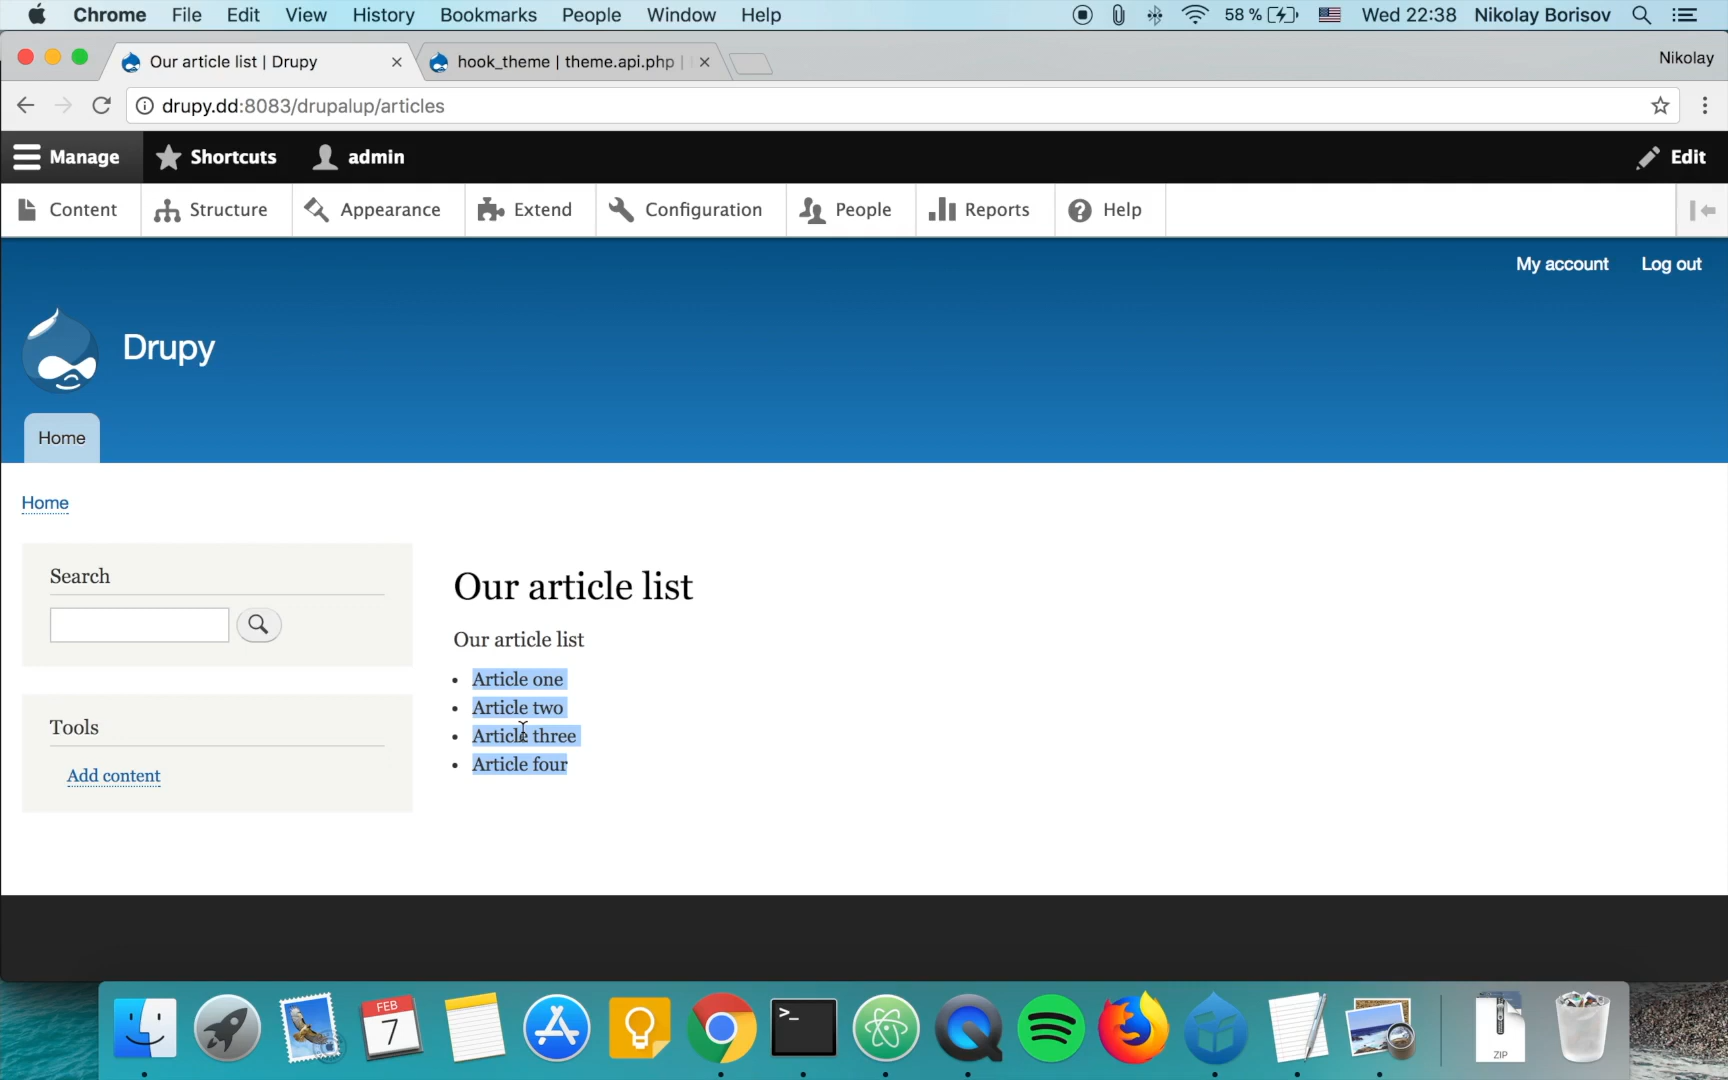 Chrome File Edit View History Bookmarks People Window Help 58 % Wed 22:38 Nikolay Borisov
Our article list | Drupy hook_theme | theme.api.php | Nikolay
drupy.dd:8083/drupalup/articles
Manage Shortcuts admin Edit
Content Structure Appearance Extend Configuration People Reports Help
My account Log out
Drupy
Home
Home
Search
Our article list
Our article list
Article one
Article two
Article three
Article four
Tools
Add content
FEB
7
>_
ZIP